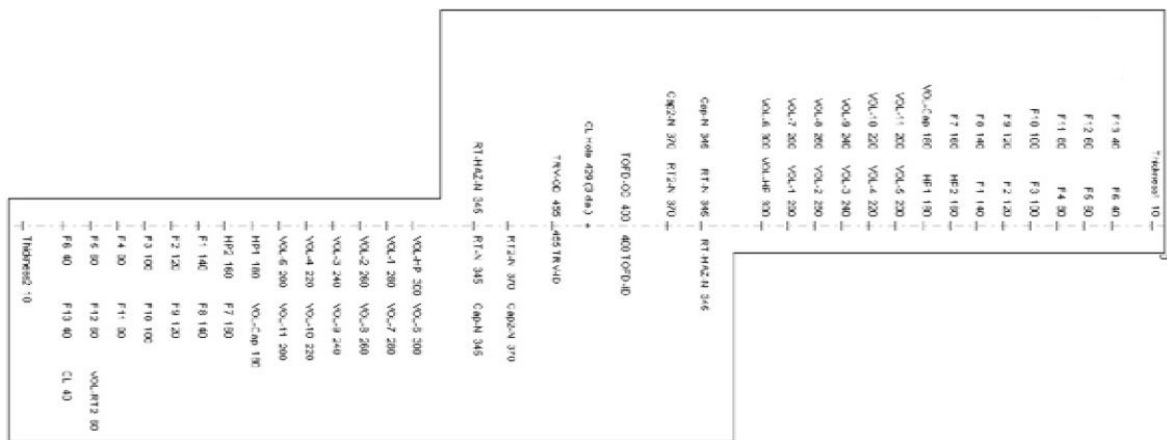 Thickness1 10
F13 40 F6 40
F12 60 F5 60
F11 80 F4 80
F10 100 F3 100
F9 120 F2 120
F8 140 F1 140
F7 160 HP2 160
VOL-Cap 180 HP1 180
VOL-11 200 VOL-5 200
VOL-10 220 VOL-4 220
VOL-9 240 VOL-3 240
VOL-8 260 VOL-2 260
VOL-7 280 VOL-1 280
VOL-6 300 VOL-HP 300
Cap-N 345 RT-N 345 RT-HAZ-N 345
Cap2-N 370 RT2-N 370
TOFD-OD 400 400 TOFD-ID
CL Hole 429 (3 dia.)
TRV-OD 455 455 TRV-ID
RT2-N 370 Cap2-N 370
RT-HAZ-N 345 RT-N 345 Cap-N 345
VOL-HP 300 VOL-6 300
VOL-1 280 VOL-7 280
VOL-2 260 VOL-8 260
VOL-3 240 VOL-9 240
VOL-4 220 VOL-10 220
VOL-5 200 VOL-11 200
HP1 180 VOL-Cap 180
HP2 160 F7 160
F1 140 F8 140
F2 120 F9 120
F3 100 F10 100
F4 80 F11 80
F5 60 F12 60 VOL-RT2 60
F6 40 F13 40 CL 40
Thickness2 10